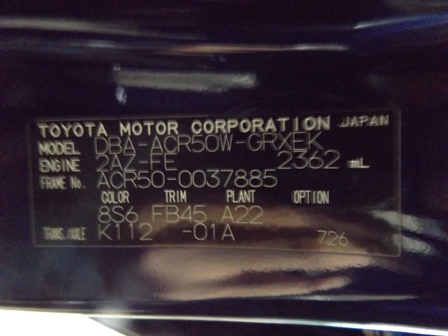 TOYOTA MOTOR CORPORATION JAPAN
MODEL DBA-ACR50W-GRXEK
ENGINE 2AZ-FE 2362 mL
FRAME No. ACR50-0037885
COLOR TRIM PLANT OPTION
8S6 FB45 A22
TRANS./AXLE K112 -01A 726